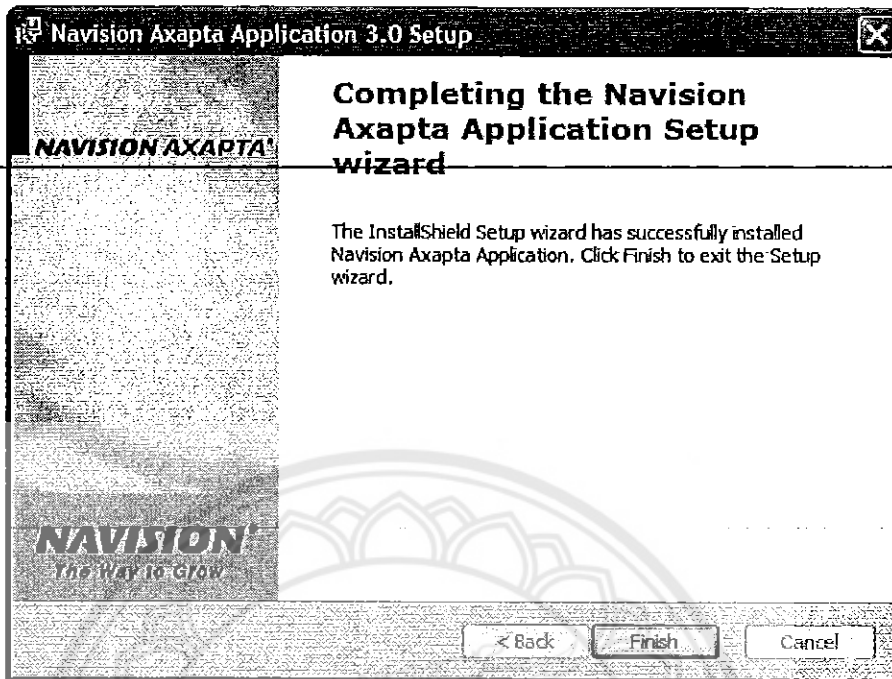 Navision Axapta Application 3.0 Setup
NAVISION AXAPTA
Completing the Navision
Axapta Application Setup
wizard
The InstallShield Setup wizard has successfully installed
Navision Axapta Application. Click Finish to exit the Setup
wizard.
NAVISION
The Way to Grow
< Back
Finish
Cancel